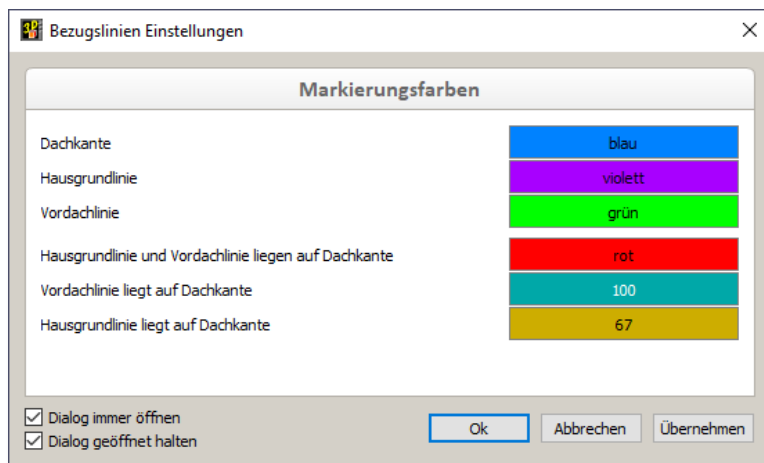 Bezugslinien Einstellungen
Markierungsfarben
Dachkante blau
Hausgrundlinie violett
Vordachlinie grün
Hausgrundlinie und Vordachlinie liegen auf Dachkante rot
Vordachlinie liegt auf Dachkante 100
Hausgrundlinie liegt auf Dachkante 67
Dialog immer öffnen
Dialog geöffnet halten
Ok Abbrechen Übernehmen